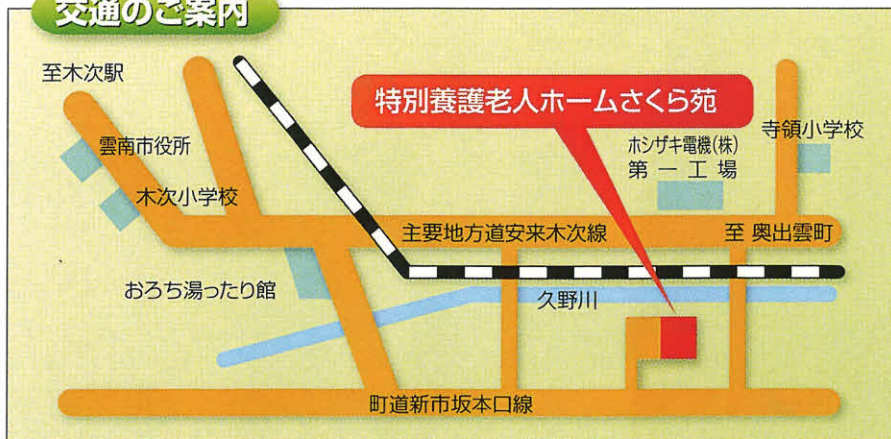 交通のご案内
至木次駅
特別養護老人ホームさくら苑
雲南市役所
ホシザキ電機(株)
第一工場
寺領小学校
木次小学校
主要地方道安来木次線
至 奥出雲町
おろち湯ったり館
久野川
町道新市坂本口線